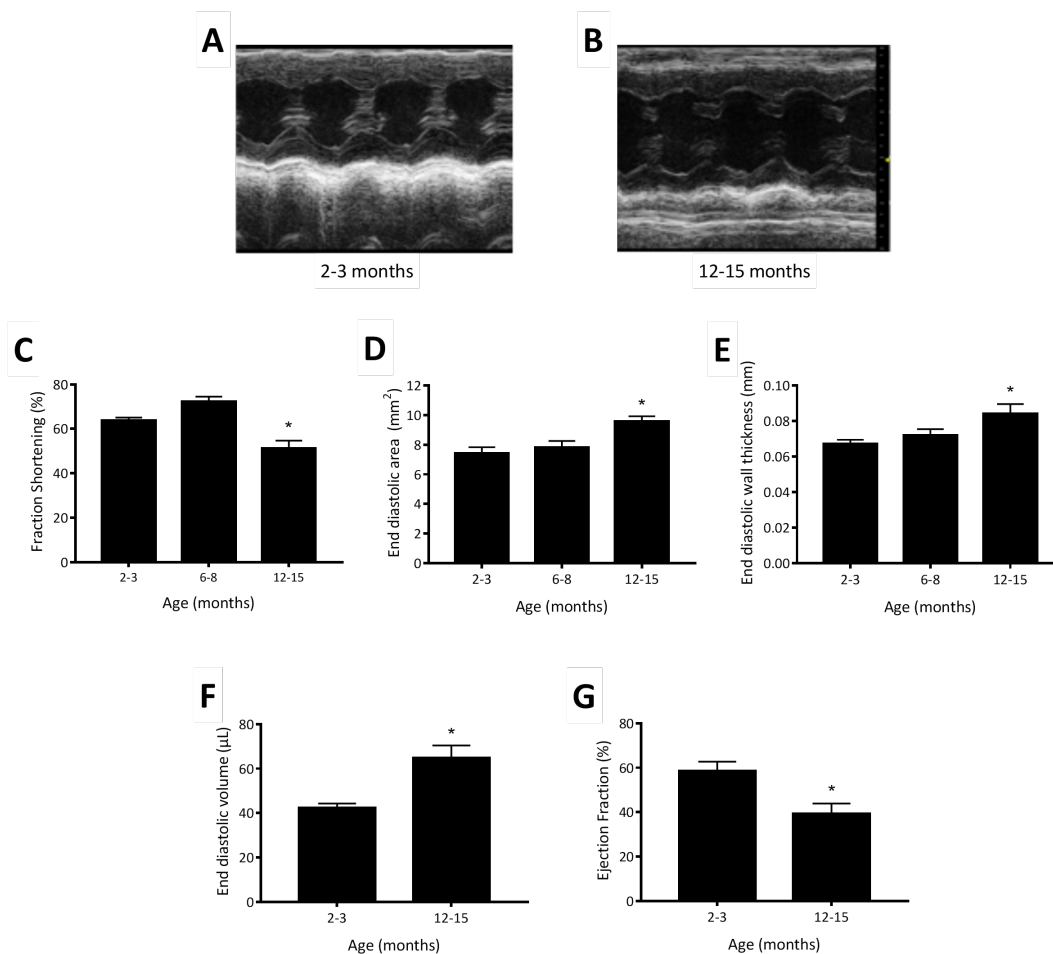 A
B
2-3 months
12-15 months
C
Fraction Shortening (%)
80
60
40
20
0
2-3
6-8
12-15
*
Age (months)
D
End diastolic area (mm²)
12
10
8
6
4
2
0
2-3
6-8
12-15
*
Age (months)
E
End diastolic wall thickness (mm)
0.10
0.08
0.06
0.04
0.02
0.00
2-3
6-8
12-15
*
Age (months)
F
End diastolic volume (µL)
80
60
40
20
0
2-3
12-15
*
Age (months)
G
Ejection Fraction (%)
80
60
40
20
0
2-3
12-15
*
Age (months)